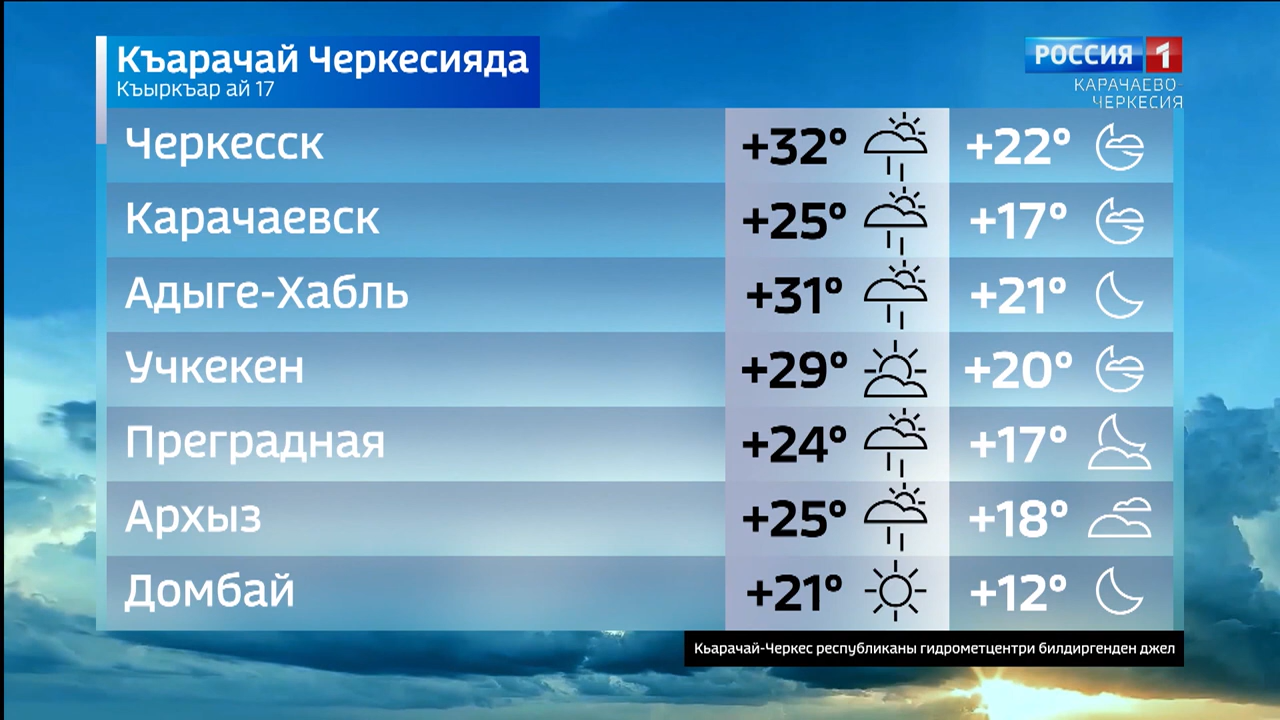 Къарачай Черкесияда
Къыркъар ай 17
РОССИЯ 1
КАРАЧАЕВО-
ЧЕРКЕСИЯ
Черкесск +32° +22°
Карачаевск +25° +17°
Адыге-Хабль +31° +21°
Учкекен +29° +20°
Преградная +24° +17°
Архыз +25° +18°
Домбай +21° +12°
Къарачай-Черкес республиканы гидрометцентри билдиргенден джел